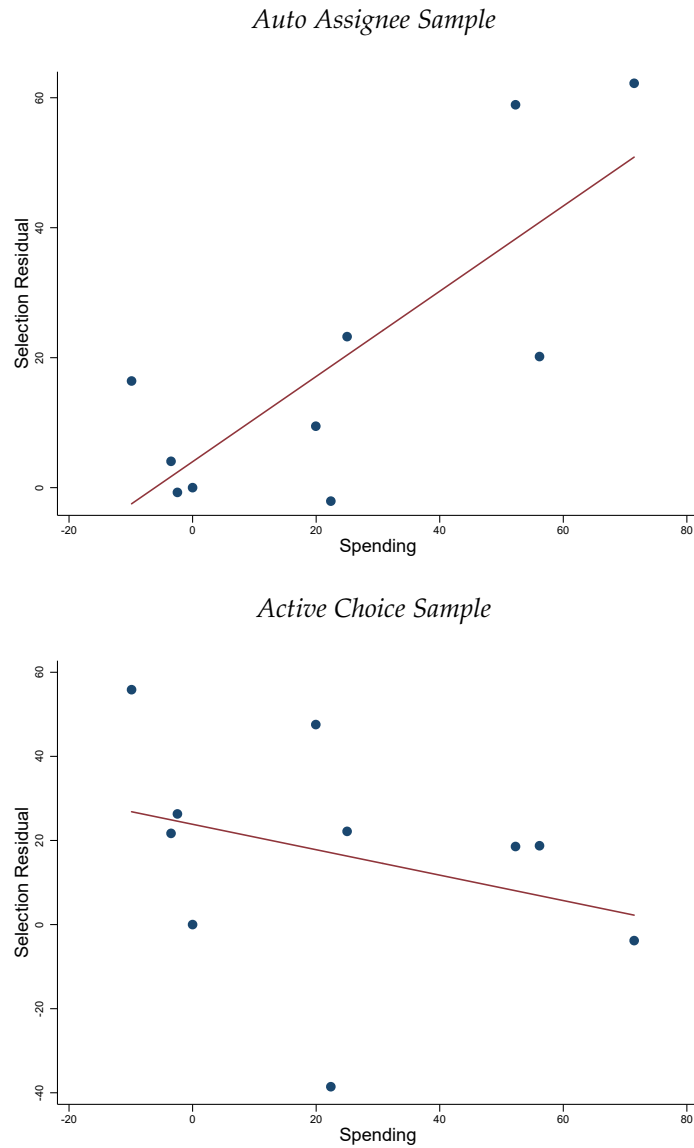 Auto Assignee Sample
60
40
20
0
Selection Residual
-20 0 20 40 60 80
Spending
Active Choice Sample
60
40
20
0
-20
-40
Selection Residual
-20 0 20 40 60 80
Spending